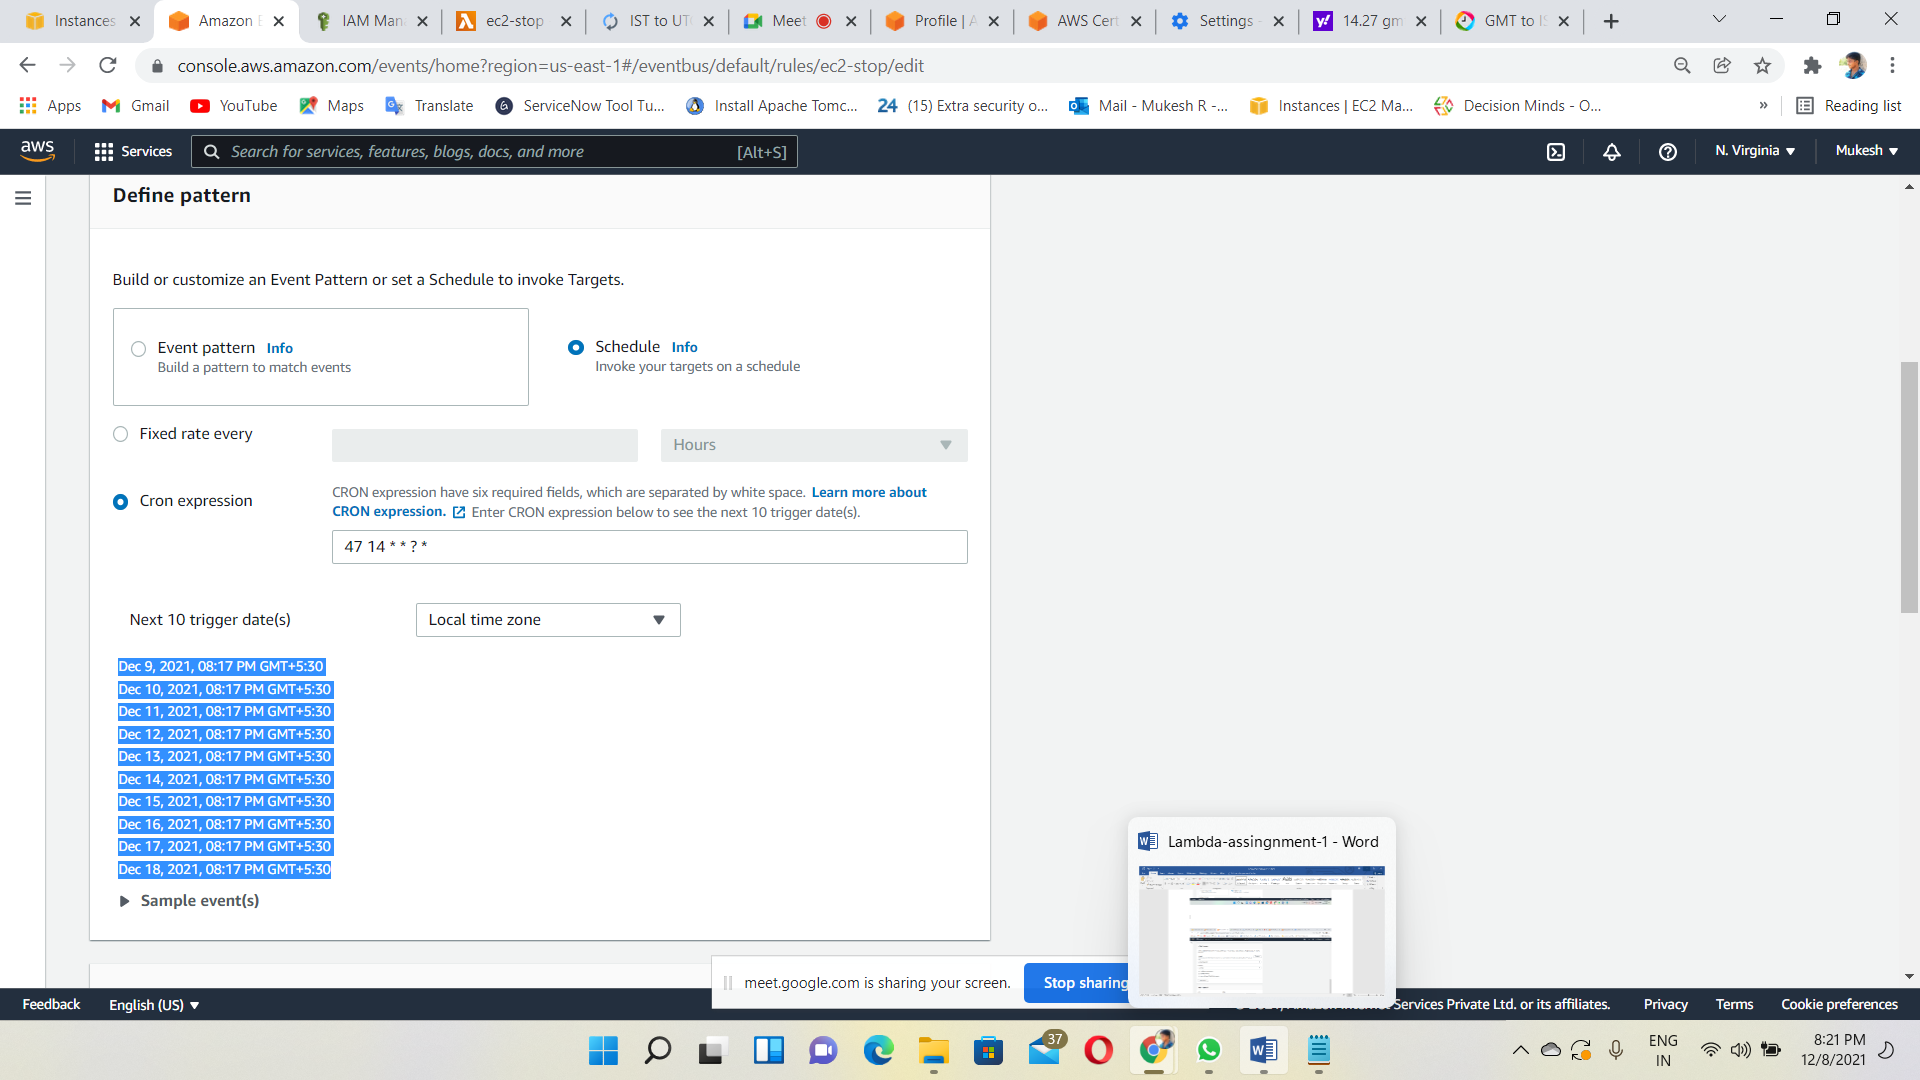 Instances
Amazon E
IAM Man
ec2-stop
IST to UTC
Meet
Profile | A
AWS Cert
Settings -
14.27 gm
GMT to IS
console.aws.amazon.com/events/home?region=us-east-1#/eventbus/default/rules/ec2-stop/edit
Apps
Gmail
YouTube
Maps
Translate
ServiceNow Tool Tu...
Install Apache Tomc...
24 (15) Extra security o...
Mail - Mukesh R -...
Instances | EC2 Ma...
Decision Minds - O...
»
Reading list
aws
Services
Search for services, features, blogs, docs, and more
[Alt+S]
N. Virginia
Mukesh
Define pattern
Build or customize an Event Pattern or set a Schedule to invoke Targets.
Event pattern Info
Build a pattern to match events
Schedule Info
Invoke your targets on a schedule
Fixed rate every
Hours
Cron expression
CRON expression have six required fields, which are separated by white space. Learn more about
CRON expression. Enter CRON expression below to see the next 10 trigger date(s).
47 14 * * ? *
Next 10 trigger date(s)
Local time zone
Dec 9, 2021, 08:17 PM GMT+5:30
Dec 10, 2021, 08:17 PM GMT+5:30
Dec 11, 2021, 08:17 PM GMT+5:30
Dec 12, 2021, 08:17 PM GMT+5:30
Dec 13, 2021, 08:17 PM GMT+5:30
Dec 14, 2021, 08:17 PM GMT+5:30
Dec 15, 2021, 08:17 PM GMT+5:30
Dec 16, 2021, 08:17 PM GMT+5:30
Dec 17, 2021, 08:17 PM GMT+5:30
Dec 18, 2021, 08:17 PM GMT+5:30
Sample event(s)
Lambda-assingnment-1 - Word
meet.google.com is sharing your screen.
Stop sharing
Feedback
English (US)
Services Private Ltd. or its affiliates.
Privacy
Terms
Cookie preferences
37
ENG
IN
8:21 PM
12/8/2021